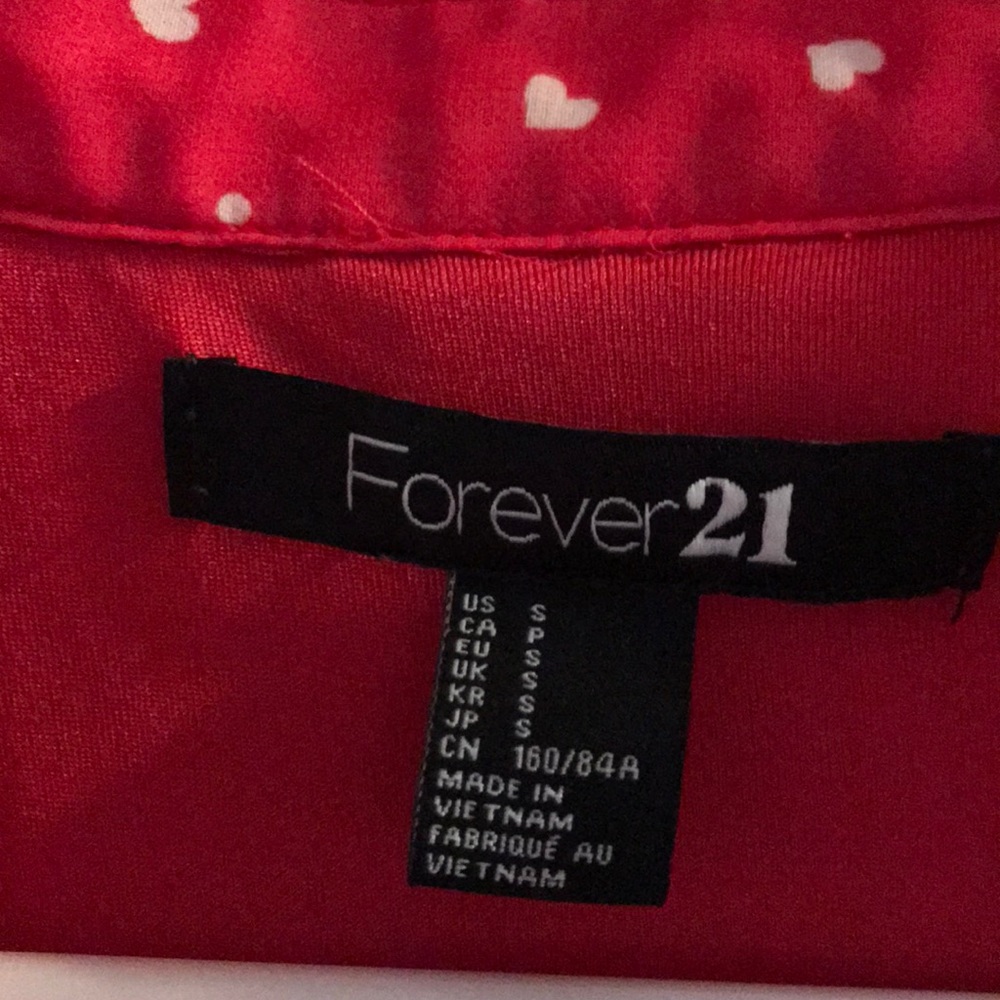 Forever21
US S
CA P
EU S
UK S
KR S
JP S
CN 160/84A
MADE IN
VIETNAM
FABRIQUÉ AU
VIETNAM